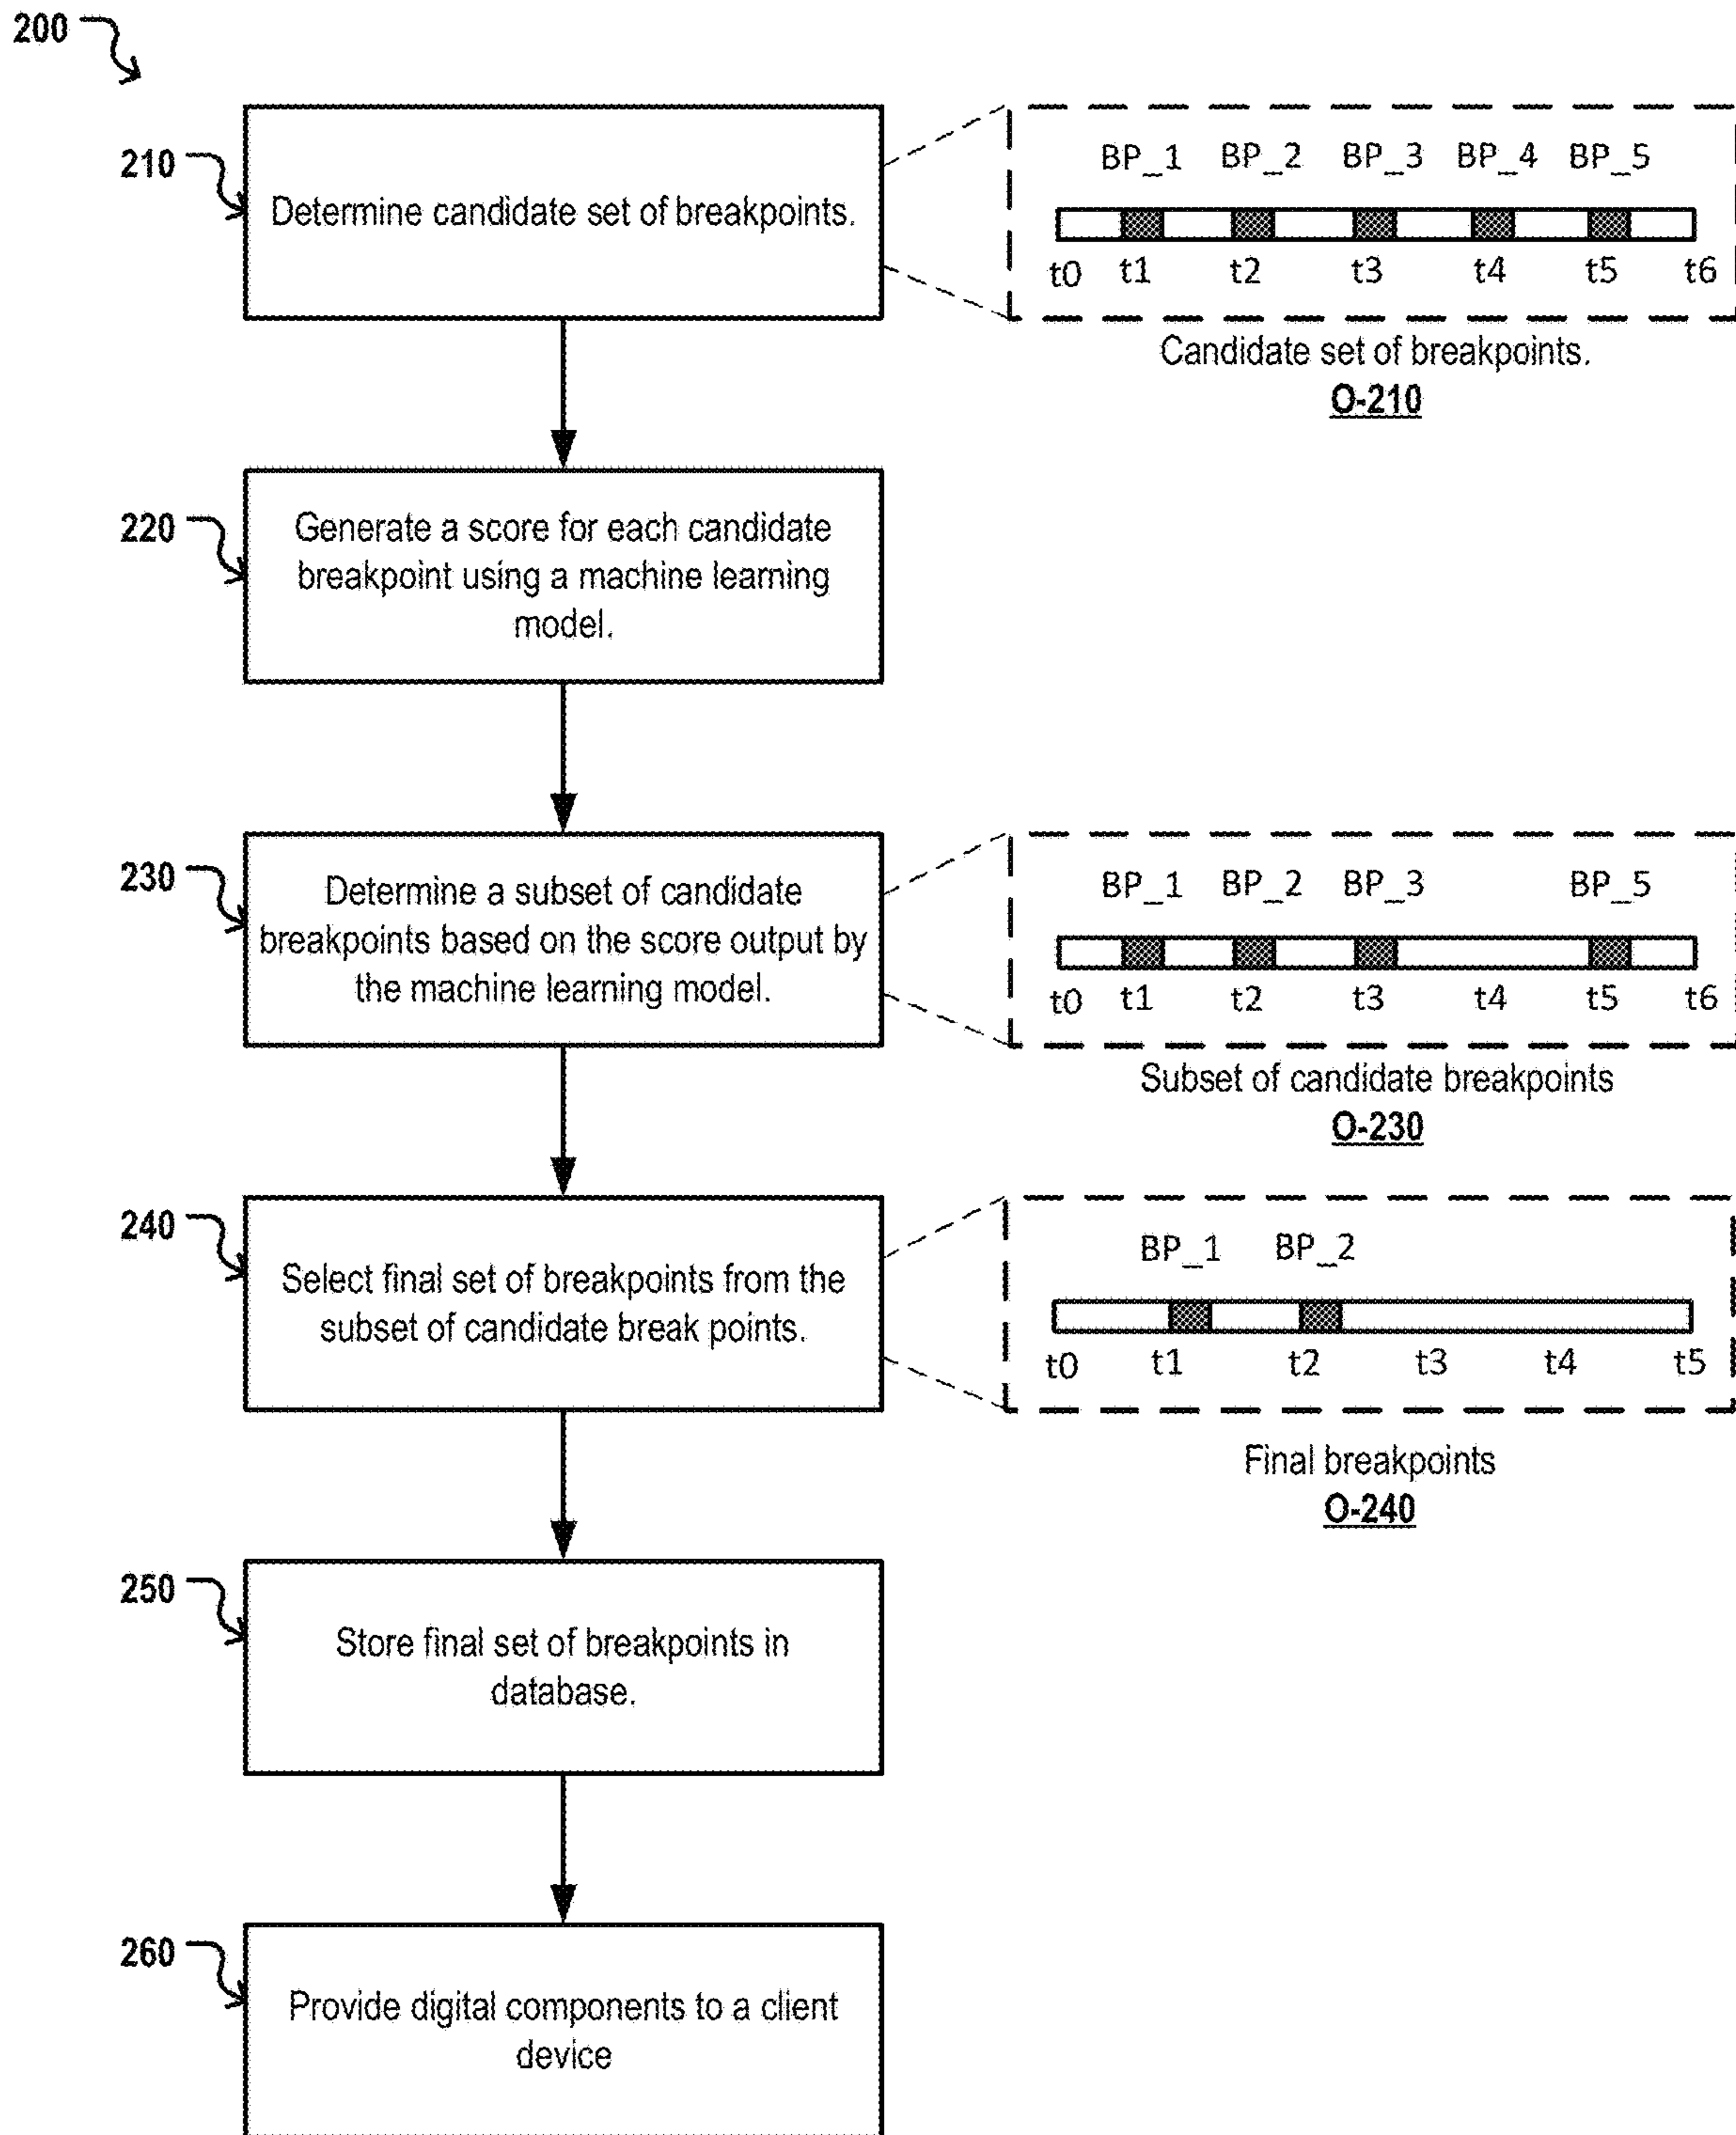 200
210
Determine candidate set of breakpoints.
BP_1 BP_2 BP_3 BP_4 BP_5
t0 t1 t2 t3 t4 t5 t6
Candidate set of breakpoints.
O-210
220
Generate a score for each candidate
breakpoint using a machine learning
model.
230
Determine a subset of candidate
breakpoints based on the score output by
the machine learning model.
BP_1 BP_2 BP_3 BP_5
t0 t1 t2 t3 t4 t5 t6
Subset of candidate breakpoints
O-230
240
Select final set of breakpoints from the
subset of candidate break points.
BP_1 BP_2
t0 t1 t2 t3 t4 t5
Final breakpoints
O-240
250
Store final set of breakpoints in
database.
260
Provide digital components to a client
device